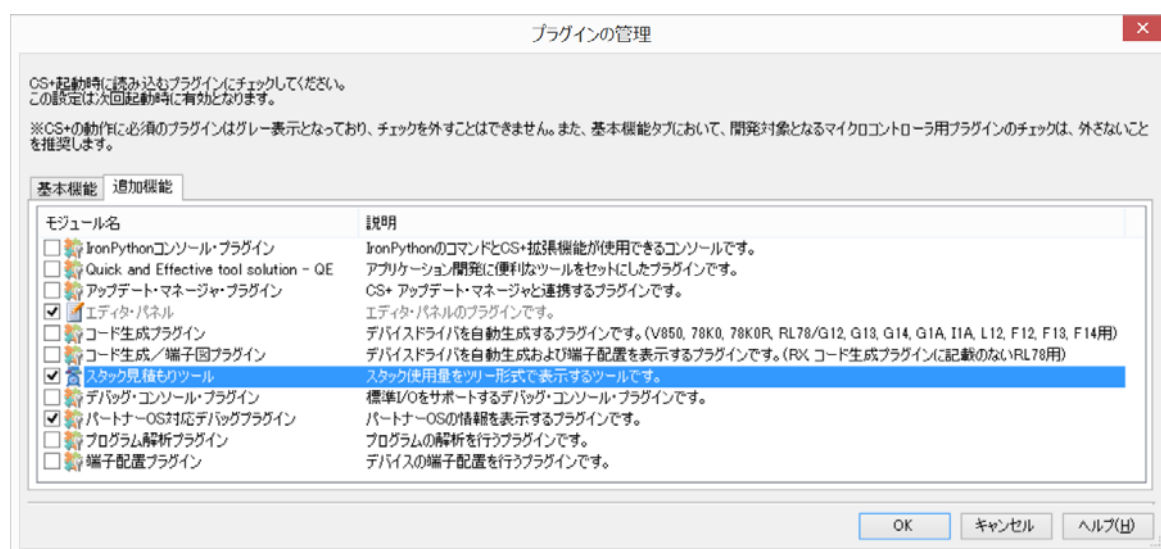 プラグインの管理
CS+起動時に読み込むプラグインにチェックしてください。
この設定は次回起動時に有効となります。
※CS+の動作に必須のプラグインはグレー表示となっており、チェックを外すことはできません。また、基本機能タブにおいて、開発対象となるマイクロコントローラ用プラグインのチェックは、外さないこと
を推奨します。
基本機能 追加機能
モジュール名 説明
IronPythonコンソール・プラグイン IronPythonのコマンドとCS+拡張機能が使用できるコンソールです。
Quick and Effective tool solution - QE アプリケーション開発に便利なツールをセットにしたプラグインです。
アップデート・マネージャ・プラグイン CS+ アップデート・マネージャと連携するプラグインです。
エディタ・パネル エディタ・パネルのプラグインです。
コード生成プラグイン デバイスドライバを自動生成するプラグインです。(V850, 78K0, 78K0R, RL78/G12, G13, G14, G1A, I1A, L12, F12, F13, F14用)
コード生成／端子図プラグイン デバイスドライバを自動生成および端子配置を表示するプラグインです。(RX, コード生成プラグインに記載のないRL78用)
スタック見積もりツール スタック使用量をツリー形式で表示するツールです。
デバッグ・コンソール・プラグイン 標準I/Oをサポートするデバッグ・コンソール・プラグインです。
パートナーOS対応デバッグプラグイン パートナーOSの情報を表示するプラグインです。
プログラム解析プラグイン プログラムの解析を行うプラグインです。
端子配置プラグイン デバイスの端子配置を行うプラグインです。
OK キャンセル ヘルプ(H)